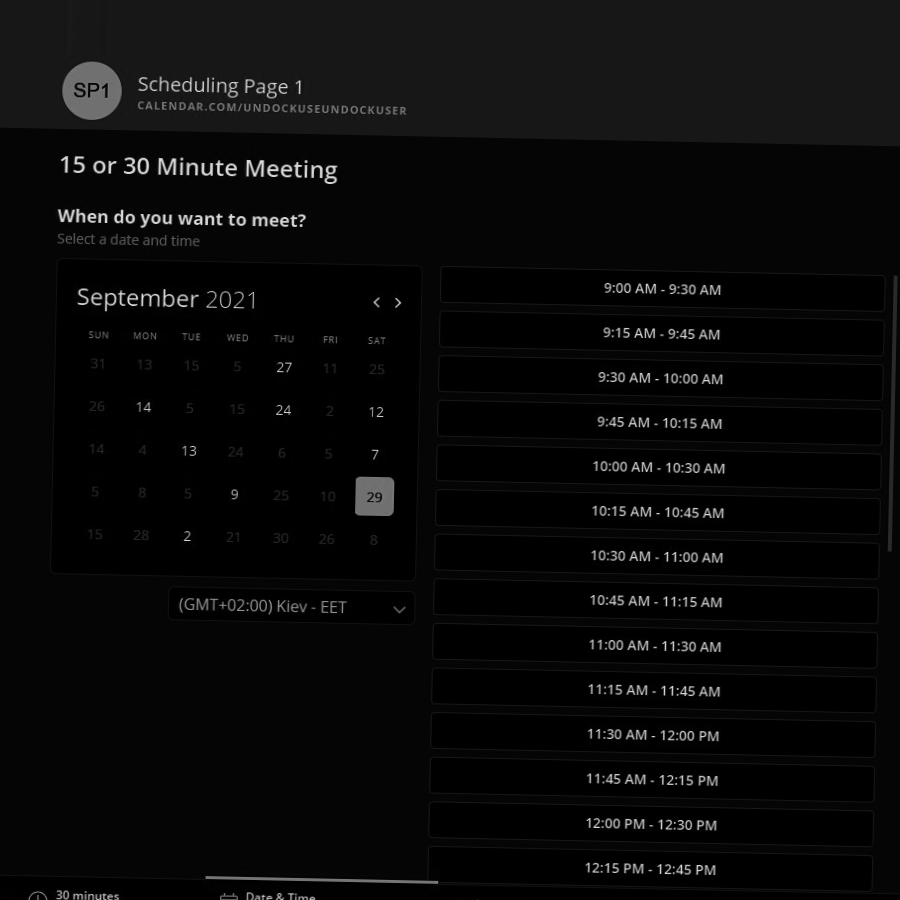 SP1
Scheduling Page 1
CALENDAR.COM/UNDOCKUSEUNDOCKUSER
15 or 30 Minute Meeting
When do you want to meet?
Select a date and time
September 2021
SUN MON TUE WED THU FRI SAT
31 13 15 5 27 11 25
26 14 5 15 24 2 12
14 4 13 24 6 5 7
5 8 5 9 25 10 29
15 28 2 21 30 26 8
(GMT+02:00) Kiev - EET
9:00 AM - 9:30 AM
9:15 AM - 9:45 AM
9:30 AM - 10:00 AM
9:45 AM - 10:15 AM
10:00 AM - 10:30 AM
10:15 AM - 10:45 AM
10:30 AM - 11:00 AM
10:45 AM - 11:15 AM
11:00 AM - 11:30 AM
11:15 AM - 11:45 AM
11:30 AM - 12:00 PM
11:45 AM - 12:15 PM
12:00 PM - 12:30 PM
12:15 PM - 12:45 PM
30 minutes
Date & Time